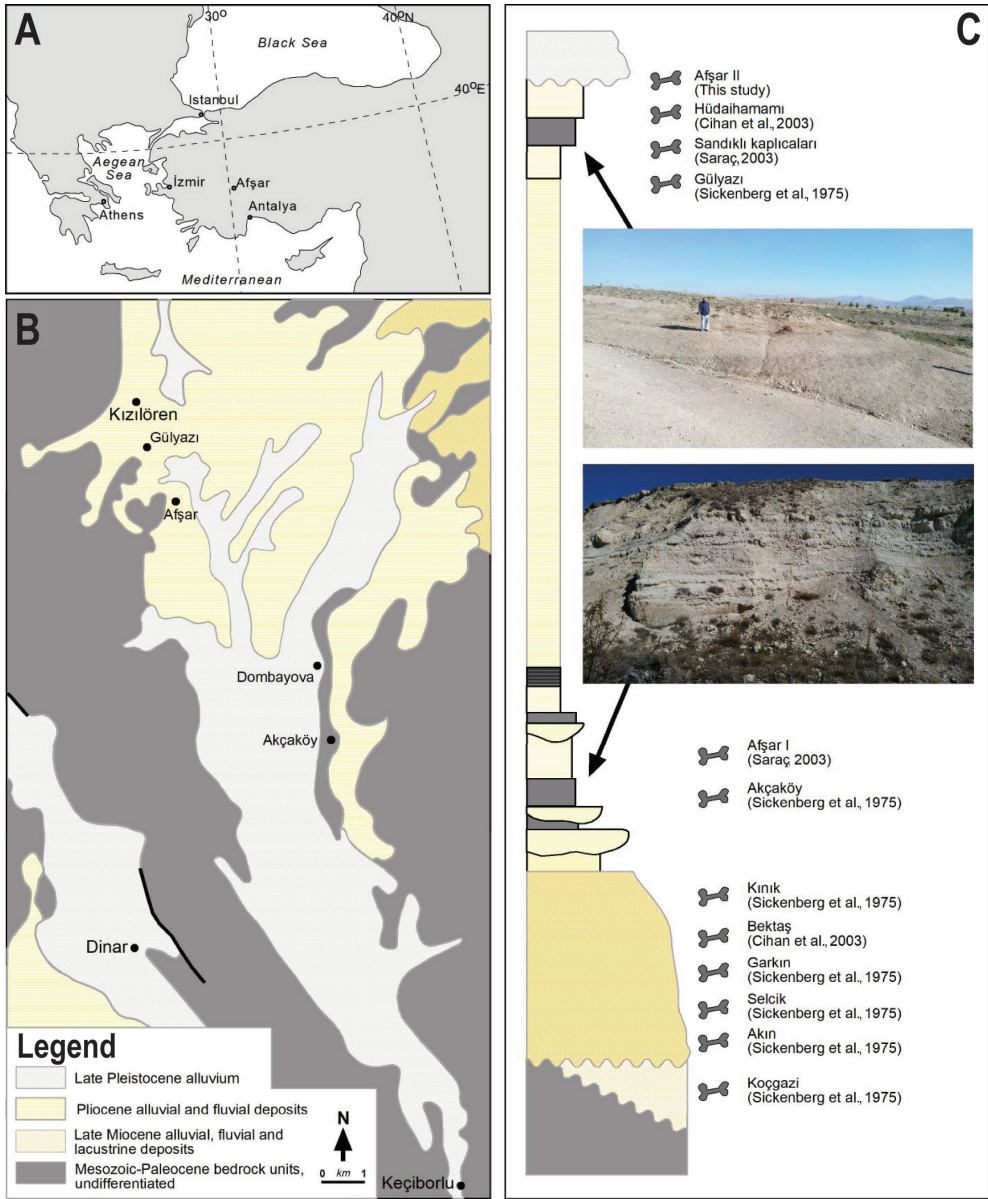 A
30o
40oN
Black Sea
40oE
Istanbul
Aegean
Sea
İzmir
Afşar
Athens
Antalya
Mediterranean
B
Kızılören
Gülyazı
Afşar
Dombayova
Akçaköy
Dinar
Keçiborlu
Legend
Late Pleistocene alluvium
Pliocene alluvial and fluvial deposits
Late Miocene alluvial, fluvial and
lacustrine deposits
Mesozoic-Paleocene bedrock units,
undifferentiated
N
0 km 1
C
Afşar II
(This study)
Hüdaihamamı
(Cihan et al., 2003)
Sandıklı kaplıcaları
(Saraç, 2003)
Gülyazı
(Sickenberg et al., 1975)
Afşar I
(Saraç, 2003)
Akçaköy
(Sickenberg et al., 1975)
Kınık
(Sickenberg et al., 1975)
Bektaş
(Cihan et al., 2003)
Garkın
(Sickenberg et al., 1975)
Selcik
(Sickenberg et al., 1975)
Akın
(Sickenberg et al., 1975)
Koçgazi
(Sickenberg et al., 1975)